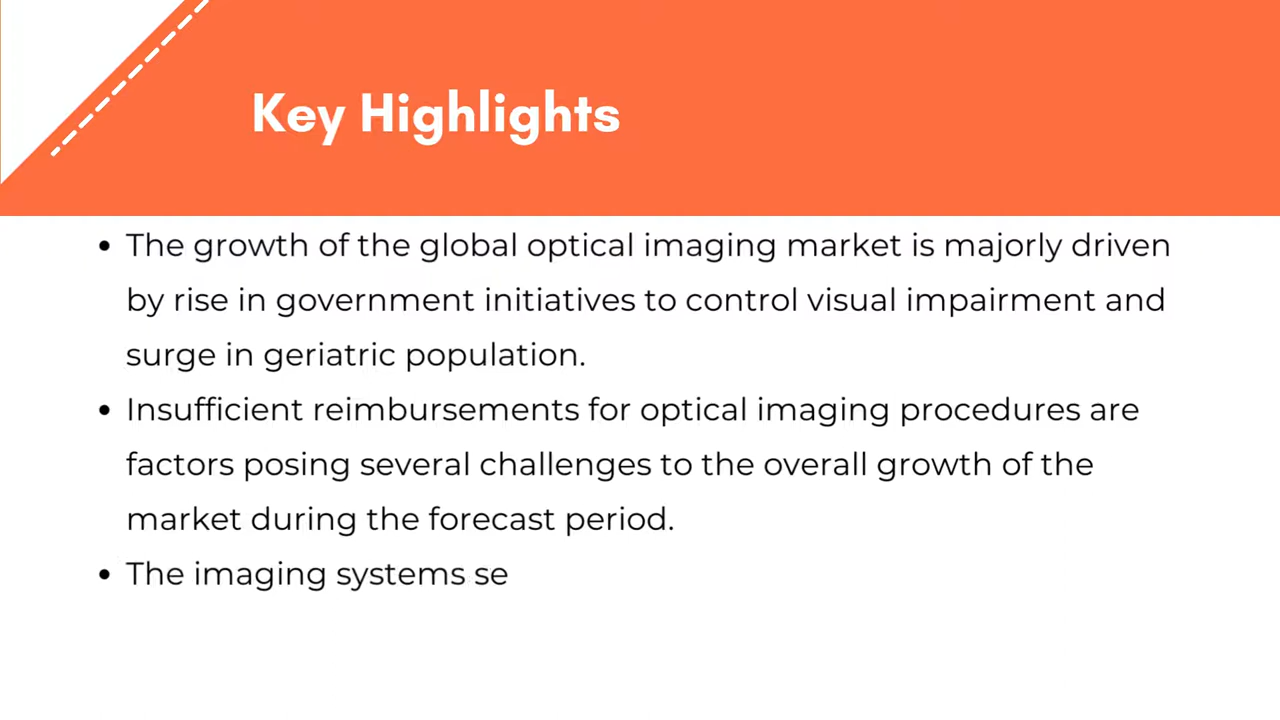 Key Highlights
• The growth of the global optical imaging market is majorly driven
by rise in government initiatives to control visual impairment and
surge in geriatric population.
• Insufficient reimbursements for optical imaging procedures are
factors posing several challenges to the overall growth of the
market during the forecast period.
• The imaging systems se